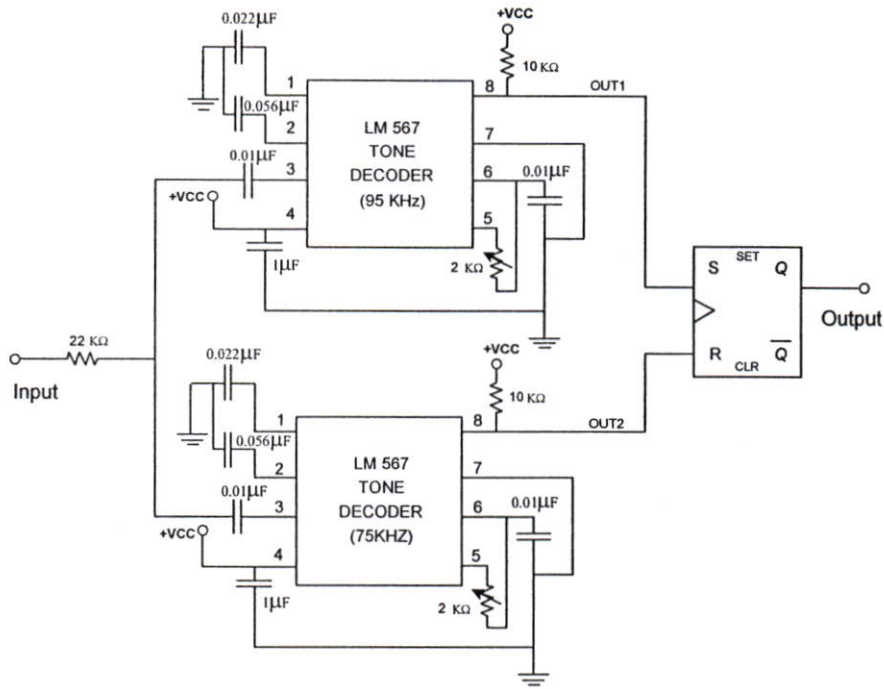 0.022µF
1
0.056µF
2
0.01µF
3
+VCC
4
1µF
LM 567
TONE
DECODER
(95 KHz)
+VCC
10 KΩ
8
OUT1
7
6
0.01µF
5
2 KΩ
S
SET
Q
R
CLR
Q
Output
22 KΩ
Input
0.022µF
1
0.056µF
2
0.01µF
3
+VCC
4
1µF
LM 567
TONE
DECODER
(75KHZ)
+VCC
10 KΩ
8
OUT2
7
6
0.01µF
5
2 KΩ